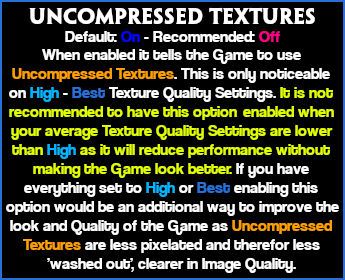 UNCOMPRESSED TEXTURES
Default: On - Recommended: Off
When enabled it tells the Game to use
Uncompressed Textures. This is only noticeable
on High - Best Texture Quality Settings. It is not
recommended to have this option enabled when
your average Texture Quality Settings are lower
than High as it will reduce performance without
making the Game look better. If you have
everything set to High or Best enabling this
option would be an additional way to improve the
look and Quality of the Game as Uncompressed
Textures are less pixelated and therefor less
'washed out', clearer in Image Quality.